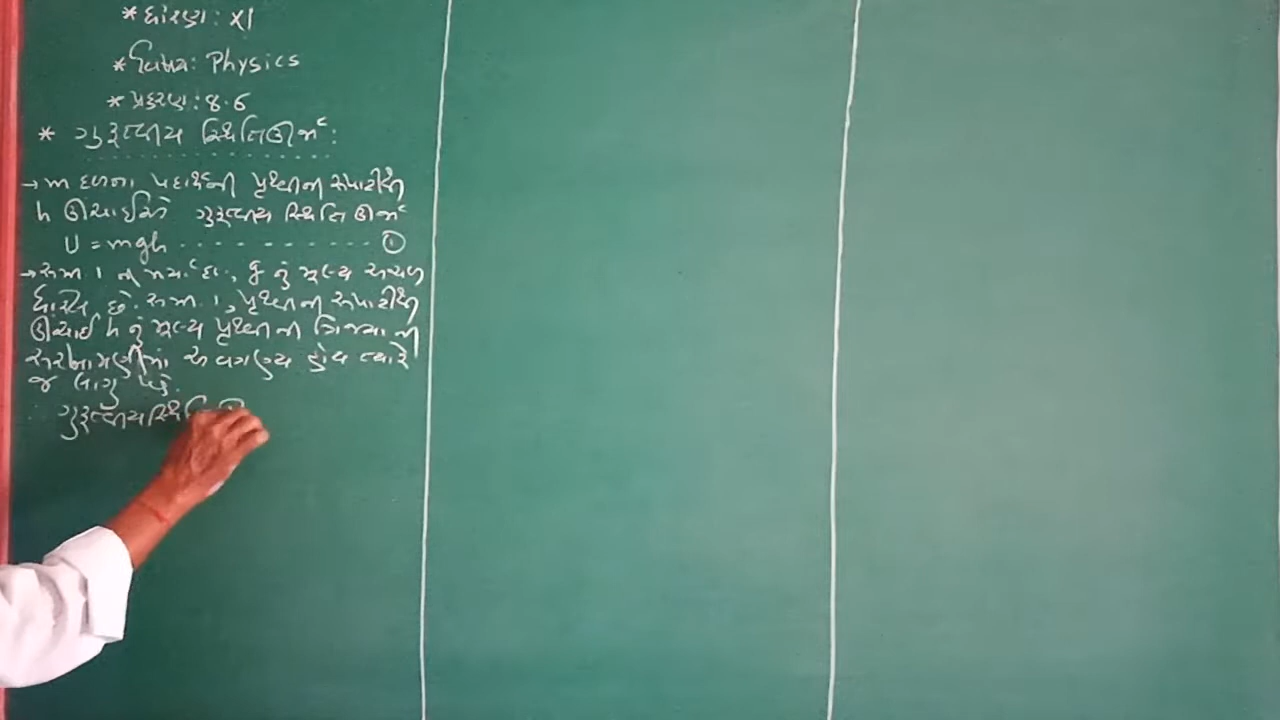 * ધોરણ: XI
* વિષય: Physics
* પ્રકરણ: 8.6
* ગુરુત્વીય સ્થિતિઊર્જા:
→ m દળના પદાર્થની પૃથ્વીની સપાટીથી
h ઊંચાઈએ ગુરુત્વીય સ્થિતિ ઊર્જા
U = mgh ----------- ①
→ સમી. 1 ની મર્યાદા, g નું મૂલ્ય અચળ
ધારેલ છે. સમી. 1, પૃથ્વીની સપાટીથી
ઊંચાઈ h નું મૂલ્ય પૃથ્વીની ત્રિજ્યાની
સરખામણીમાં અવગણ્ય હોય ત્યારે
જ લાગુ પડે.
ગુરુત્વીય